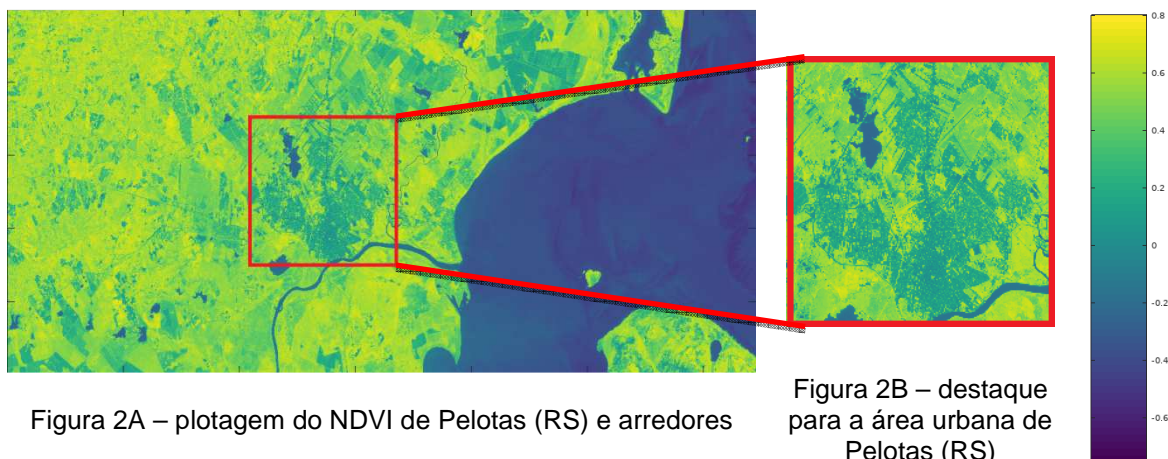 0.8
0.6
0.4
0.2
0
-0.2
-0.4
-0.6
Figura 2A – plotagem do NDVI de Pelotas (RS) e arredores
Figura 2B – destaque
para a área urbana de
Pelotas (RS)